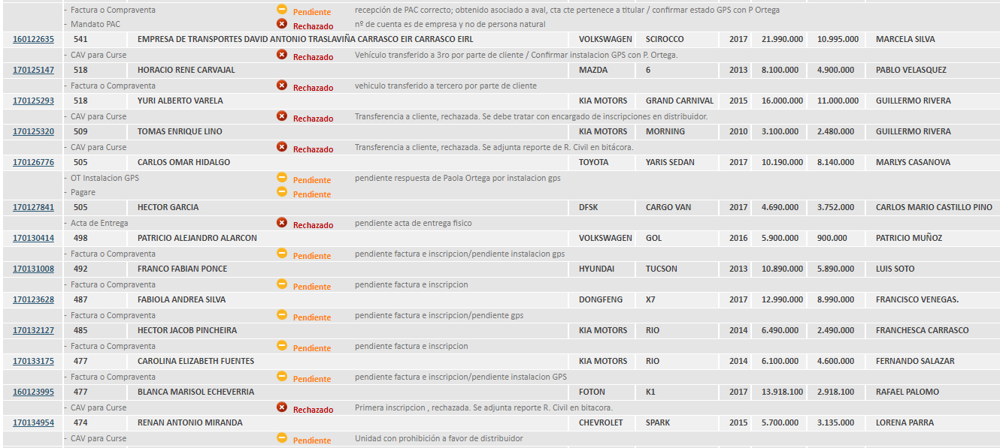 - Factura o Compraventa Pendiente recepción de PAC correcto; obtenido asociado a aval, cta cte pertenece a titular / confirmar estado GPS con P Ortega
- Mandato PAC Rechazado nº de cuenta es de empresa y no de persona natural
160122635 541 EMPRESA DE TRANSPORTES DAVID ANTONIO TRASLAVIÑA CARRASCO EIR CARRASCO EIRL VOLKSWAGEN SCIROCCO 2017 21.990.000 10.995.000 MARCELA SILVA
- CAV para Curse Rechazado Vehículo transferido a 3ro por parte de cliente / Confirmar instalacion GPS con P. Ortega.
170125147 518 HORACIO RENE CARVAJAL MAZDA 6 2013 8.100.000 4.900.000 PABLO VELASQUEZ
- Factura o Compraventa Rechazado vehiculo transferido a tercero por parte de cliente
170125293 518 YURI ALBERTO VARELA KIA MOTORS GRAND CARNIVAL 2015 16.000.000 11.000.000 GUILLERMO RIVERA
- CAV para Curse Rechazado Transferencia a cliente, rechazada. Se debe tratar con encargado de inscripciones en distribuidor.
170125320 509 TOMAS ENRIQUE LINO KIA MOTORS MORNING 2010 3.100.000 2.480.000 GUILLERMO RIVERA
- CAV para Curse Rechazado Transferencia a cliente, rechazada. Se adjunta reporte de R. Civil en bitácora.
170126776 505 CARLOS OMAR HIDALGO TOYOTA YARIS SEDAN 2017 10.190.000 8.140.000 MARLYS CASANOVA
- OT Instalacion GPS Pendiente pendiente respuesta de Paola Ortega por instalacion gps
- Pagare Pendiente
170127841 505 HECTOR GARCIA DFSK CARGO VAN 2017 4.690.000 3.752.000 CARLOS MARIO CASTILLO PINO
- Acta de Entrega Rechazado pendiente acta de entrega fisico
170130414 498 PATRICIO ALEJANDRO ALARCON VOLKSWAGEN GOL 2016 5.900.000 900.000 PATRICIO MUÑOZ
- Factura o Compraventa Pendiente pendiente factura e inscripcion/pendiente instalacion gps
170131008 492 FRANCO FABIAN PONCE HYUNDAI TUCSON 2013 10.890.000 5.890.000 LUIS SOTO
- Factura o Compraventa Pendiente pendiente factura e inscripcion
170123628 487 FABIOLA ANDREA SILVA DONGFENG X7 2017 12.990.000 8.990.000 FRANCISCO VENEGAS.
- Factura o Compraventa Pendiente pendiente factura e inscripcion/pendiente gps
170132127 485 HECTOR JACOB PINCHEIRA KIA MOTORS RIO 2014 6.490.000 2.490.000 FRANCHESCA CARRASCO
- Factura o Compraventa Pendiente pendiente factura e inscripcion
170133175 477 CAROLINA ELIZABETH FUENTES KIA MOTORS RIO 2014 6.100.000 4.600.000 FERNANDO SALAZAR
- Factura o Compraventa Pendiente pendiente factura e inscripcion/pendiente instalacion GPS
160123995 477 BLANCA MARISOL ECHEVERRIA FOTON K1 2017 13.918.100 2.918.100 RAFAEL PALOMO
- CAV para Curse Rechazado Primera inscripcion , rechazada. Se adjunta reporte R. Civil en bitacora.
170134954 474 RENAN ANTONIO MIRANDA CHEVROLET SPARK 2015 5.700.000 3.135.000 LORENA PARRA
- CAV para Curse Pendiente Unidad con prohibición a favor de distribuidor